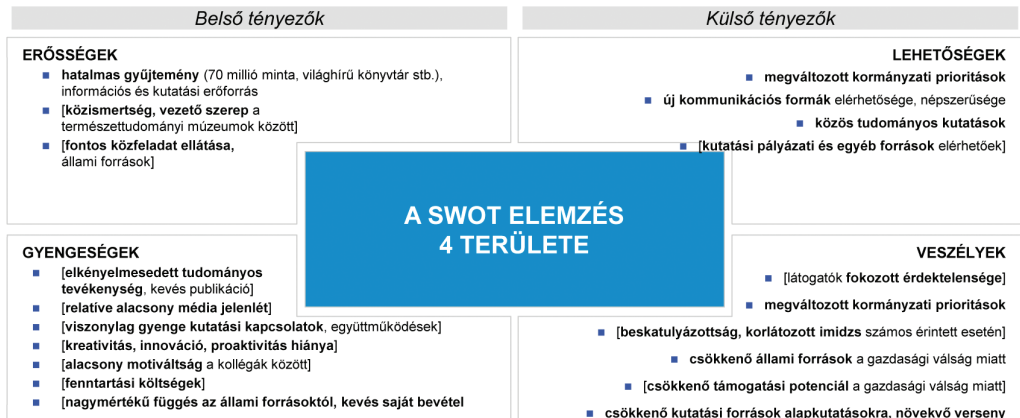 Belső tényezők
Külső tényezők
ERŐSSÉGEK
hatalmas gyűjtemény (70 millió minta, világhírű könyvtár stb.),
információs és kutatási erőforrás
[közismertség, vezető szerep a
természettudományi múzeumok között]
[fontos közfeladat ellátása,
állami források]
LEHETŐSÉGEK
megváltozott kormányzati prioritások
új kommunikációs formák elérhetősége, népszerűsége
közös tudományos kutatások
[kutatási pályázati és egyéb források elérhetőek]
A SWOT ELEMZÉS
4 TERÜLETE
GYENGESÉGEK
[elkényelmesedett tudományos
tevékenység, kevés publikáció]
[relatíve alacsony média jelenlét]
[viszonylag gyenge kutatási kapcsolatok, együttműködések]
[kreativitás, innováció, proaktivitás hiánya]
[alacsony motiváltság a kollégák között]
[fenntartási költségek]
[nagymértékű függés az állami forrásoktól, kevés saját bevétel
VESZÉLYEK
[látogatók fokozott érdektelensége]
megváltozott kormányzati prioritások
[beskatulyázottság, korlátozott imidzs számos érintett esetén]
csökkenő állami források a gazdasági válság miatt
[csökkenő támogatási potenciál a gazdasági válság miatt]
csökkenő kutatási források alapkutatásokra, növekvő verseny